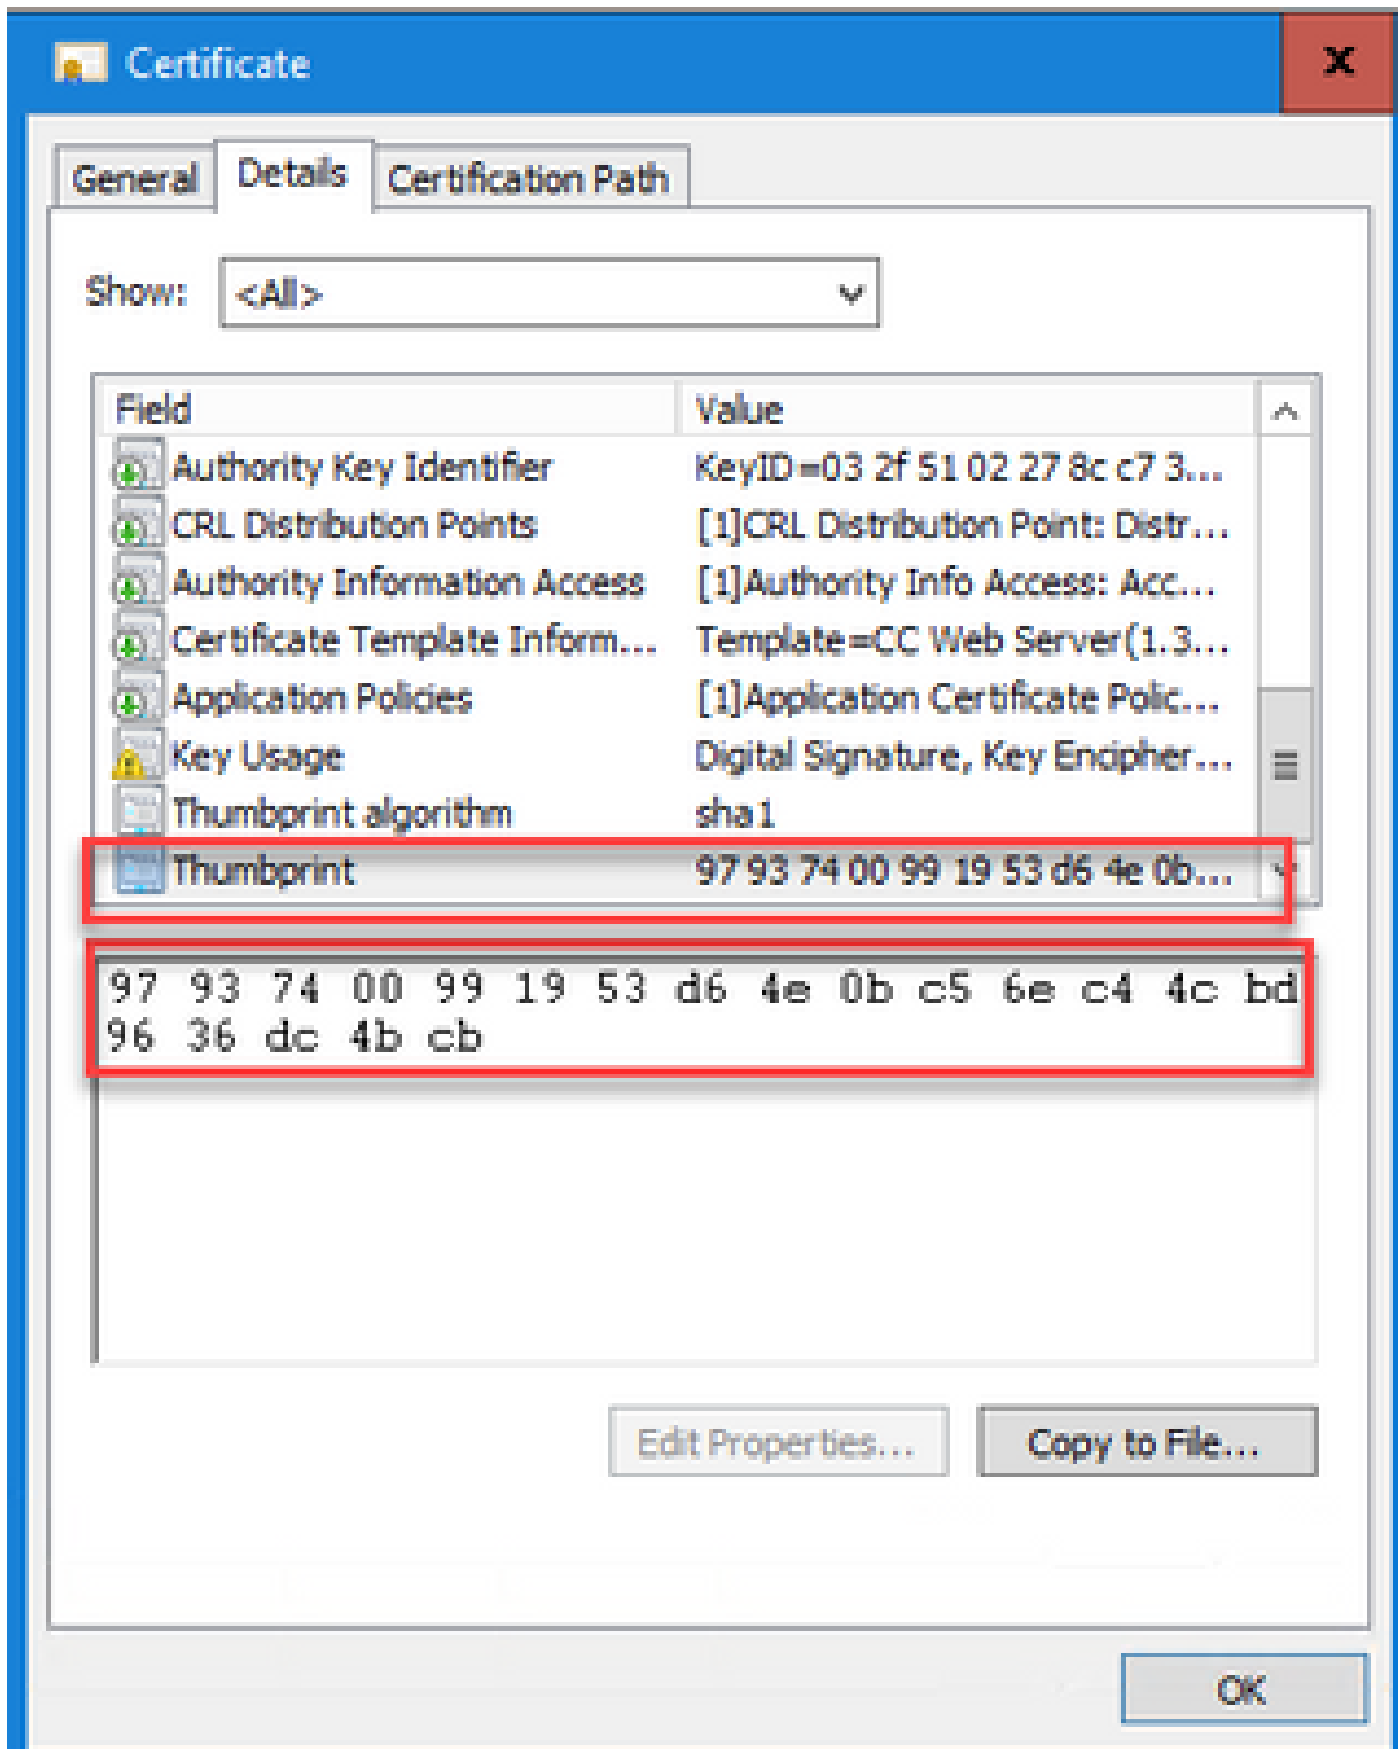 Certificate
x
General Details Certification Path
Show: <All>
Field Value
Authority Key Identifier KeyID=03 2f 51 02 27 8c c7 3...
CRL Distribution Points [1]CRL Distribution Point: Distr...
Authority Information Access [1]Authority Info Access: Acc...
Certificate Template Inform... Template=CC Web Server(1.3...
Application Policies [1]Application Certificate Polic...
Key Usage Digital Signature, Key Encipher...
Thumbprint algorithm sha1
Thumbprint 97 93 74 00 99 19 53 d6 4e 0b...
97 93 74 00 99 19 53 d6 4e 0b c5 6e c4 4c bd
96 36 dc 4b cb
Edit Properties... Copy to File...
OK